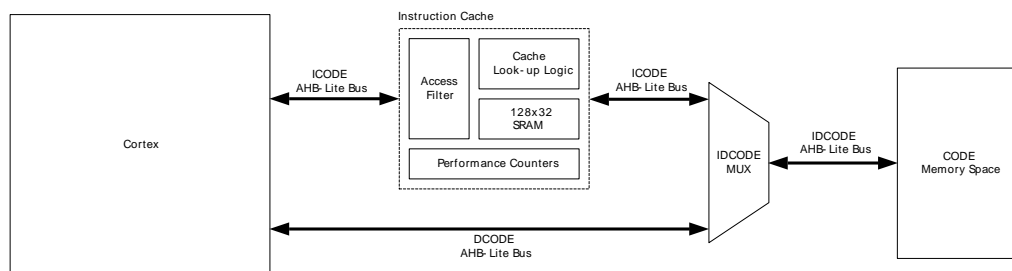 Instruction Cache
Cortex
ICODE
AHB-Lite Bus
Access
Filter
Cache
Look-up Logic
128x32
SRAM
Performance Counters
ICODE
AHB-Lite Bus
DCODE
AHB-Lite Bus
IDCODE
MUX
IDCODE
AHB-Lite Bus
CODE
Memory Space